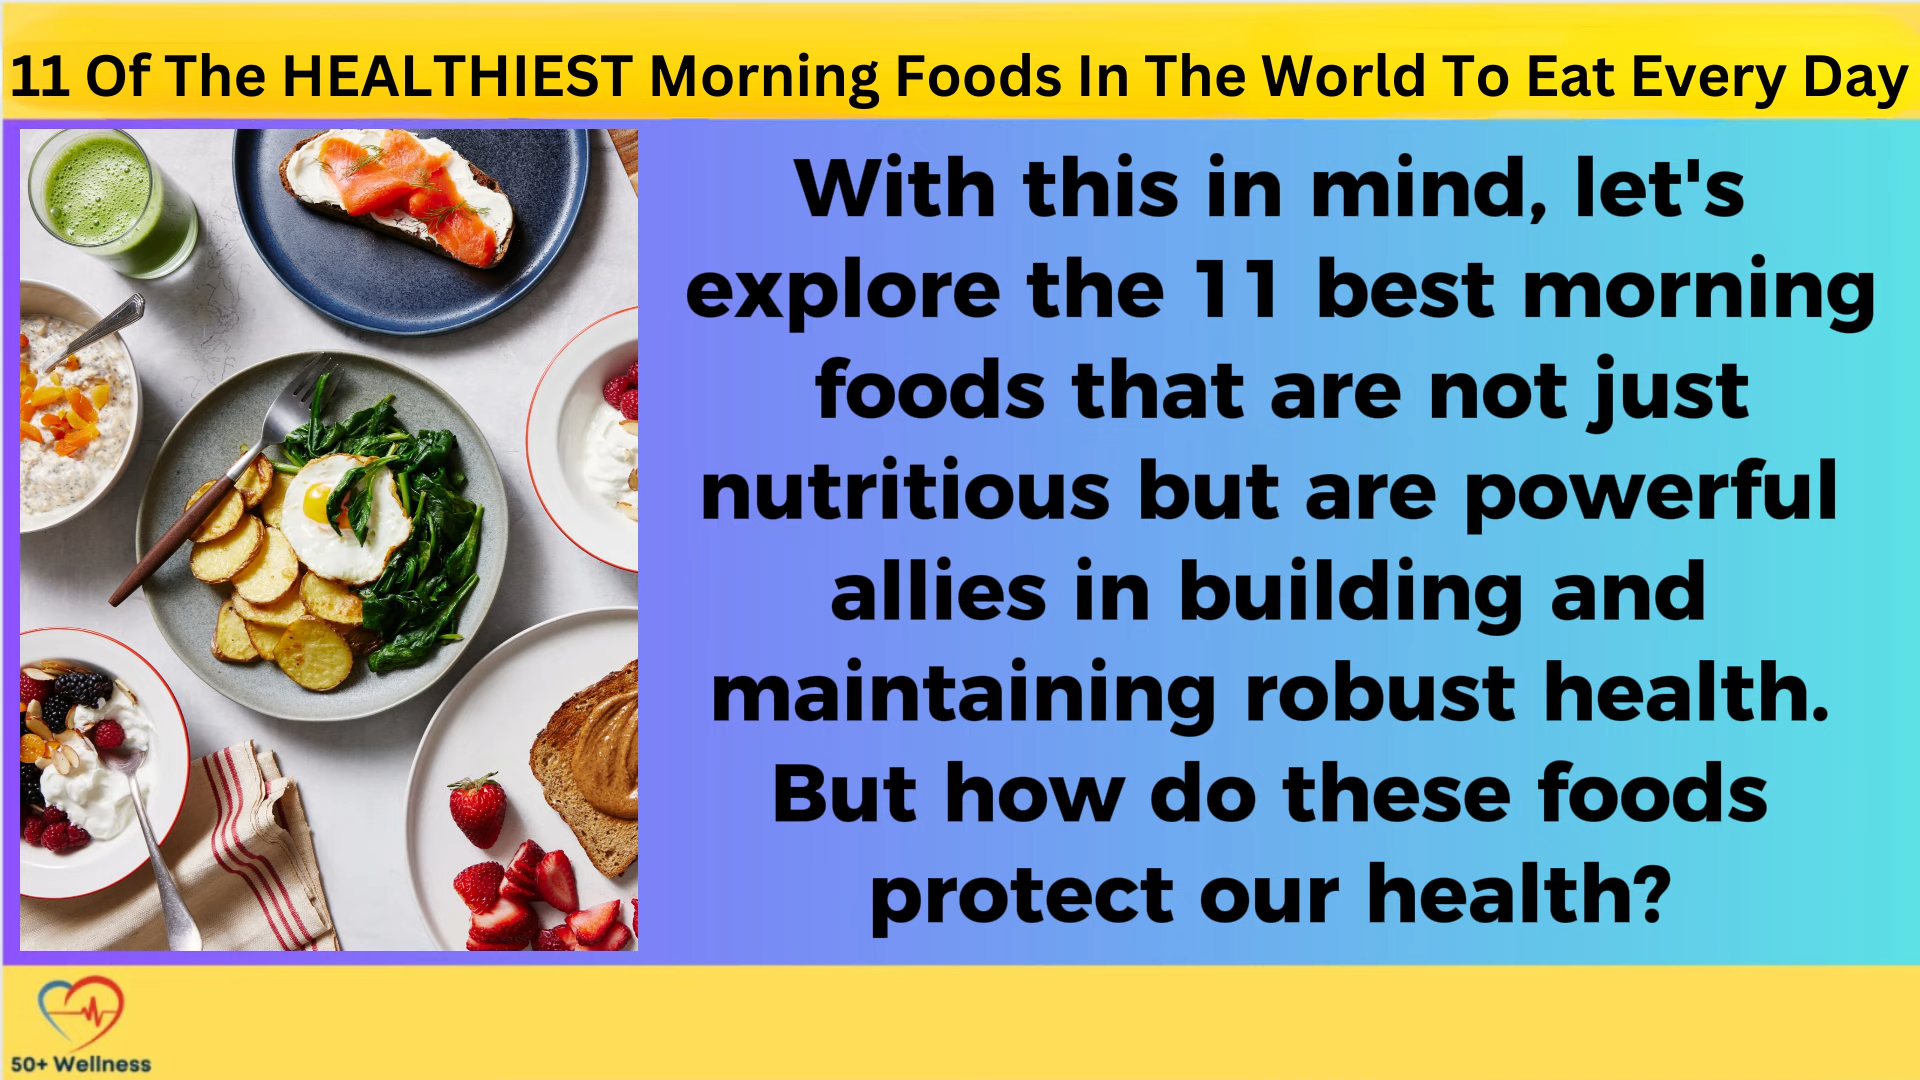 11 Of The HEALTHIEST Morning Foods In The World To Eat Every Day
With this in mind, let's
explore the 11 best morning
foods that are not just
nutritious but are powerful
allies in building and
maintaining robust health.
But how do these foods
protect our health?
50+ Wellness